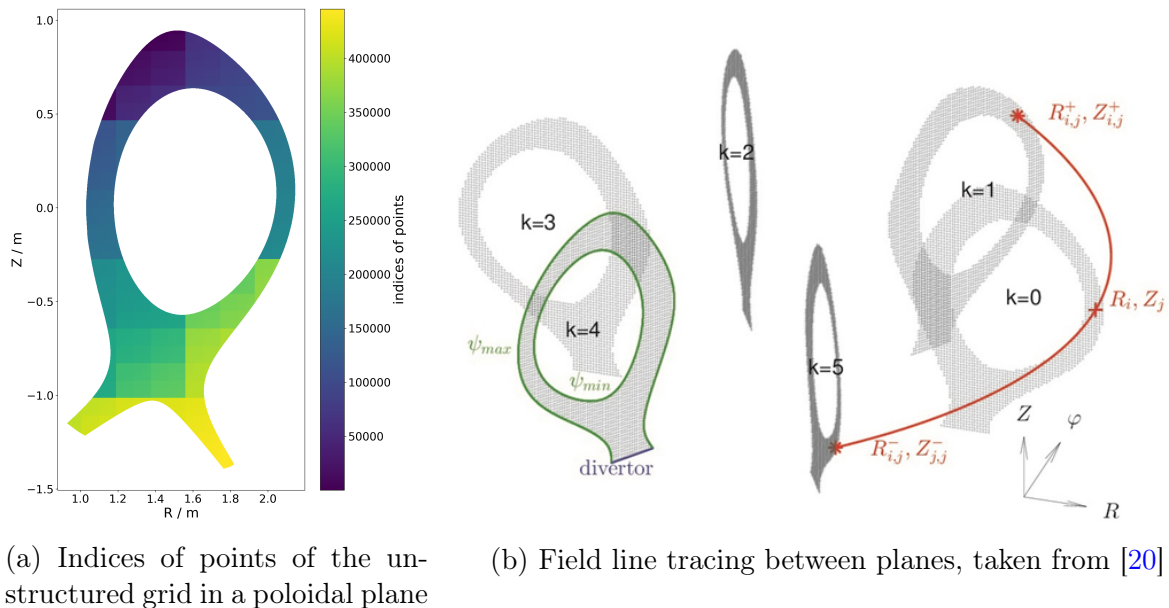 1.0
0.5
0.0
−0.5
−1.0
−1.5
Z / m
1.0 1.2 1.4 1.6 1.8 2.0
R / m
400000
350000
300000
250000
200000
150000
100000
50000
indices of points
k=2
k=3
k=1
k=0
k=4
k=5
ψmax
ψmin
divertor
R⁺i,j, Z⁺i,j
Ri, Zj
R⁻i,j, Z⁻j,j
Z
φ
R
(a) Indices of points of the un-
structured grid in a poloidal plane
(b) Field line tracing between planes, taken from [20]